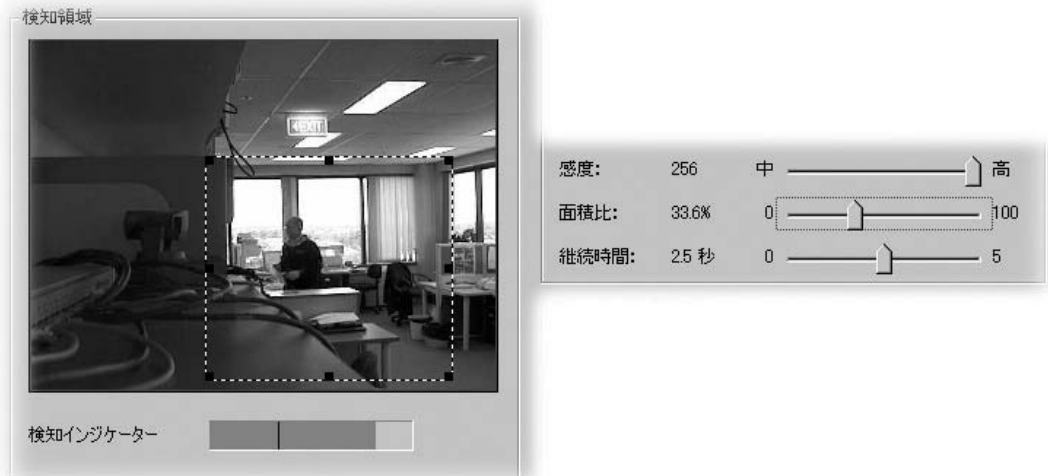 検知領域
EXIT
検知インジケーター
感度: 256 中 高
面積比: 33.6% 0 100
継続時間: 2.5 秒 0 5